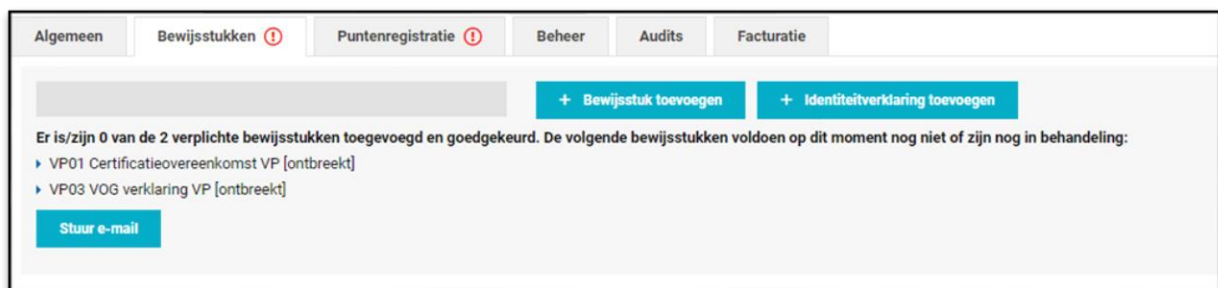 Algemeen Bewijsstukken Puntenregistratie Beheer Audits Facturatie
+ Bewijsstuk toevoegen + Identiteitverklaring toevoegen
Er is/zijn 0 van de 2 verplichte bewijsstukken toegevoegd en goedgekeurd. De volgende bewijsstukken voldoen op dit moment nog niet of zijn nog in behandeling:
VP01 Certificatieovereenkomst VP [ontbreekt]
VP03 VOG verklaring VP [ontbreekt]
Stuur e-mail